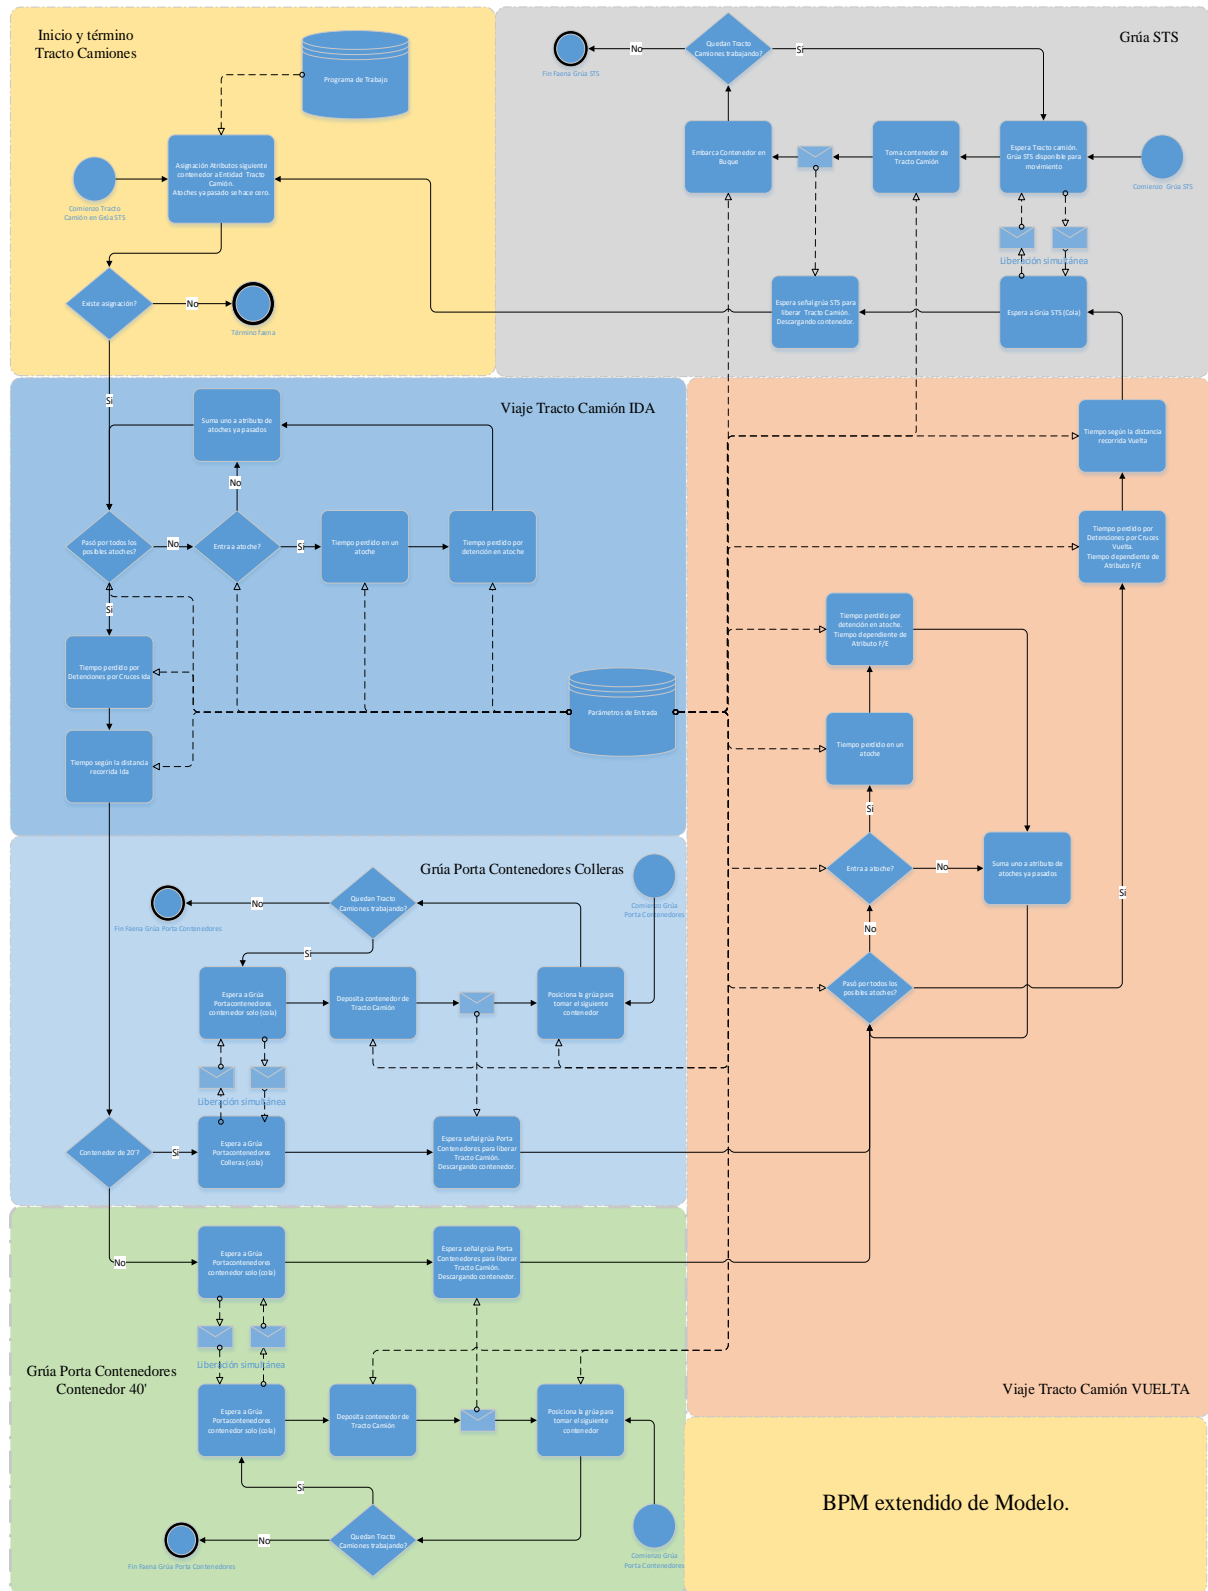 Inicio y término
Tracto Camiones
Programa de Trabajo
Asignación Atributos siguiente
contenedor a Entidad Tracto
Camión.
Atoches ya pasado se hace cero.
Comienzo Tracto
Camión en Grúa STS
Existe asignación?
No
Término faena
Si
Grúa STS
Fin Faena Grúa STS
No
Quedan Tracto
Camiones trabajando?
Si
Embarca Contenedor en
Buque
Toma contenedor de
Tracto Camión
Espera Tracto camión.
Grúa STS disponible para
movimiento
Comienzo Grúa STS
Liberación simultánea
Espera señal grúa STS para
liberar Tracto Camión.
Descargando contenedor.
Espera a Grúa STS (Cola)
Viaje Tracto Camión IDA
Suma uno a atributo de
atoches ya pasados
No
Pasó por todos los
posibles atoches?
No
Entra a atoche?
Si
Tiempo perdido en un
atoche
Tiempo perdido por
detención en atoche
Si
Tiempo perdido por
Detenciones por Cruces Ida
Tiempo según la distancia
recorrida Ida
Parámetros de Entrada
Tiempo según la distancia
recorrida Vuelta
Tiempo perdido por
Detenciones por Cruces
Vuelta.
Tiempo dependiente de
Atributo F/E
Tiempo perdido por
detención en atoche.
Tiempo dependiente de
Atributo F/E
Tiempo perdido en un
atoche
Si
Entra a atoche?
No
Suma uno a atributo de
atoches ya pasados
Si
No
Pasó por todos los
posibles atoches?
Viaje Tracto Camión VUELTA
Grúa Porta Contenedores Colleras
Comienzo Grúa
Porta Contenedores
Fin Faena Grúa Porta Contenedores
No
Quedan Tracto
Camiones trabajando?
Si
Espera a Grúa
Portacontenedores
contenedor solo (cola)
Deposita contenedor de
Tracto Camión
Posiciona la grúa para
tomar el siguiente
contenedor
Liberación simultánea
Contenedor de 20'?
Si
Espera a Grúa
Portacontenedores
Colleras (cola)
Espera señal grúa Porta
Contenedores para liberar
Tracto Camión.
Descargando contenedor.
No
Espera a Grúa
Portacontenedores
contenedor solo (cola)
Espera señal grúa Porta
Contenedores para liberar
Tracto Camión.
Descargando contenedor.
Liberación simultánea
Grúa Porta Contenedores
Contenedor 40'
Espera a Grúa
Portacontenedores
contenedor solo (cola)
Deposita contenedor de
Tracto Camión
Posiciona la grúa para
tomar el siguiente
contenedor
Si
Fin Faena Grúa Porta Contenedores
No
Quedan Tracto
Camiones trabajando?
Comienzo Grúa
Porta Contenedores
BPM extendido de Modelo.